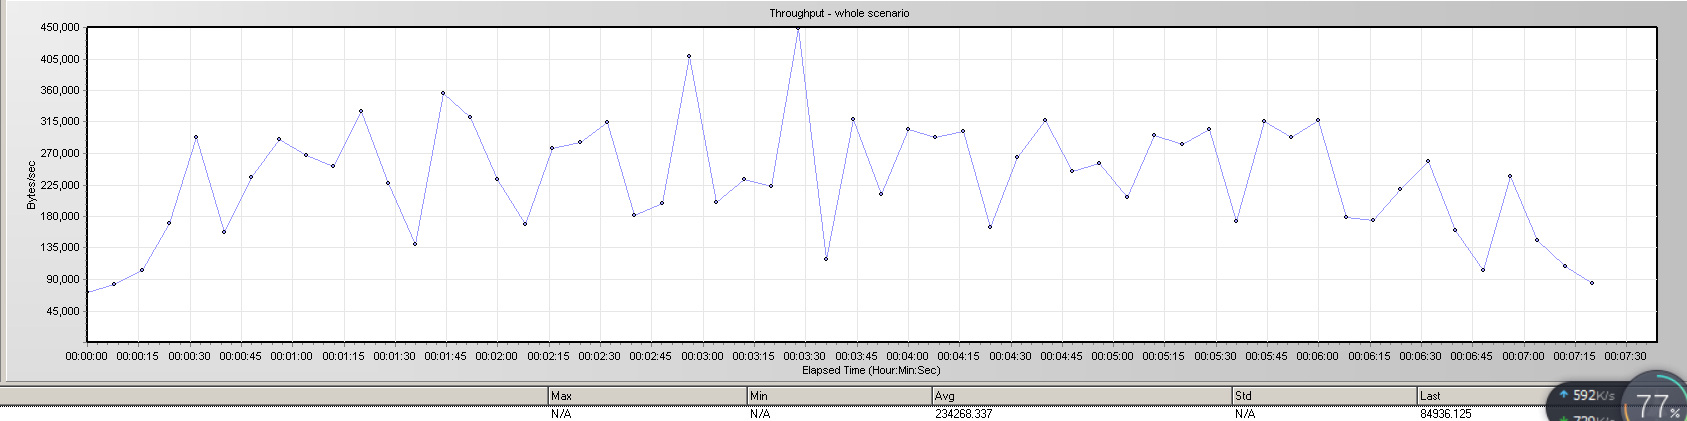 Throughput - whole scenario
450,000
405,000
360,000
315,000
270,000
225,000
180,000
135,000
90,000
45,000
Bytes/sec
00:00:00 00:00:15 00:00:30 00:00:45 00:01:00 00:01:15 00:01:30 00:01:45 00:02:00 00:02:15 00:02:30 00:02:45 00:03:00 00:03:15 00:03:30 00:03:45 00:04:00 00:04:15 00:04:30 00:04:45 00:05:00 00:05:15 00:05:30 00:05:45 00:06:00 00:06:15 00:06:30 00:06:45 00:07:00 00:07:15 00:07:30
Elapsed Time (Hour:Min:Sec)
Max Min Avg Std Last
N/A N/A 234268.337 N/A 84936.125
592K/s
77%